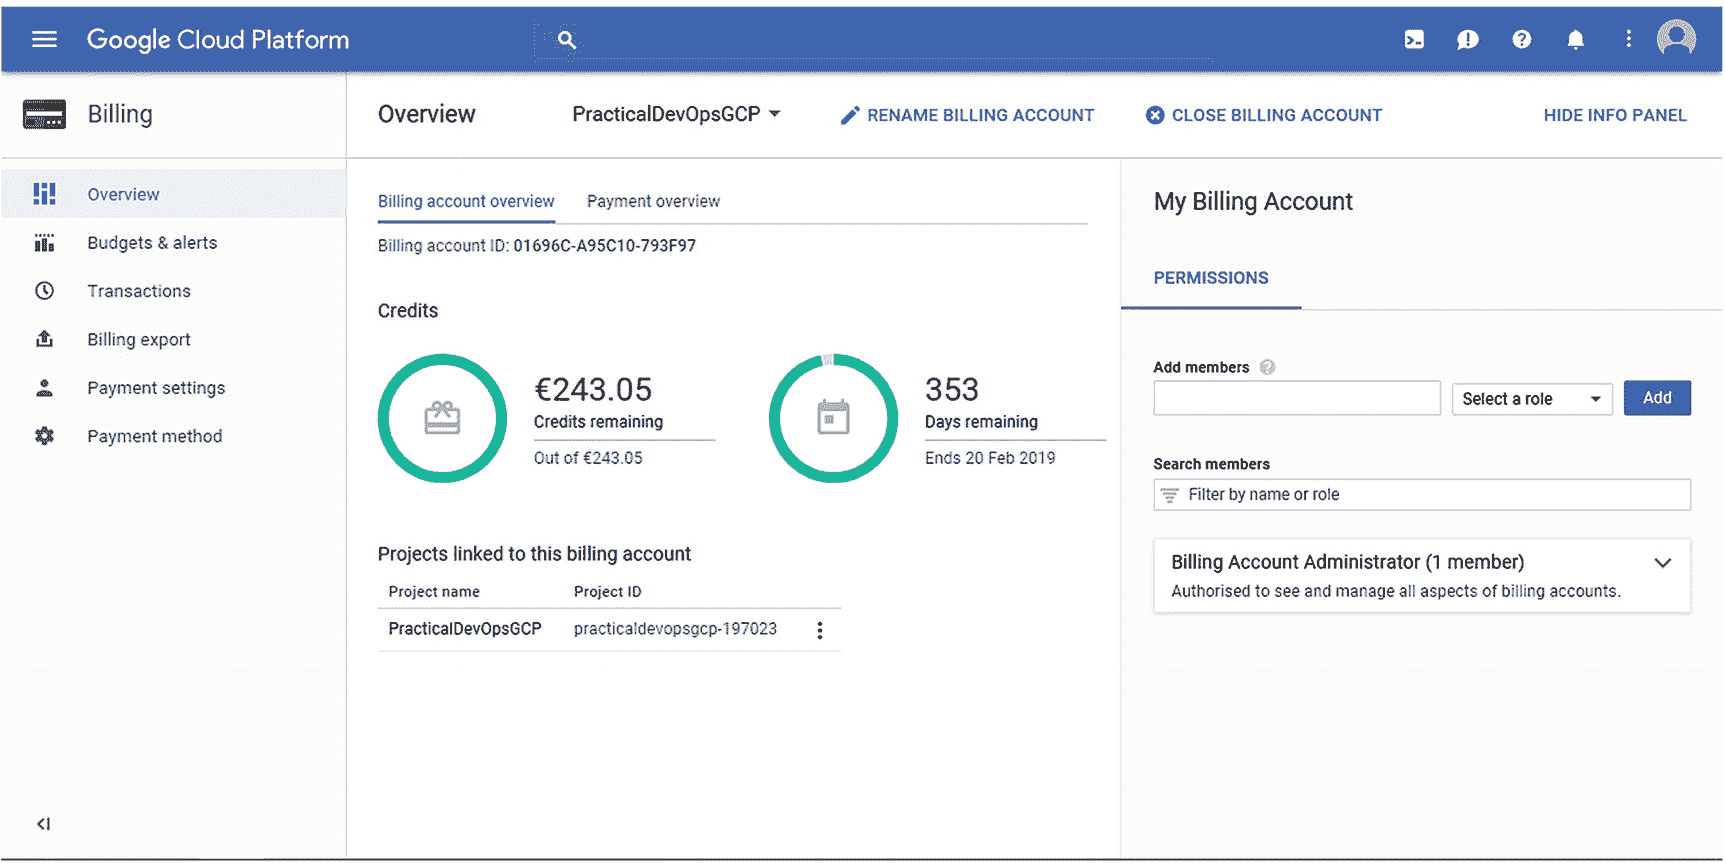 Google Cloud Platform
Billing
Overview
PracticalDevOpsGCP
RENAME BILLING ACCOUNT
CLOSE BILLING ACCOUNT
HIDE INFO PANEL
Overview
Budgets & alerts
Transactions
Billing export
Payment settings
Payment method
Billing account overview
Payment overview
Billing account ID: 01696C-A95C10-793F97
Credits
€243.05
Credits remaining
Out of €243.05
353
Days remaining
Ends 20 Feb 2019
Projects linked to this billing account
Project name Project ID
PracticalDevOpsGCP practicaldevopsgcp-197023
My Billing Account
PERMISSIONS
Add members
Select a role
Add
Search members
Filter by name or role
Billing Account Administrator (1 member)
Authorised to see and manage all aspects of billing accounts.